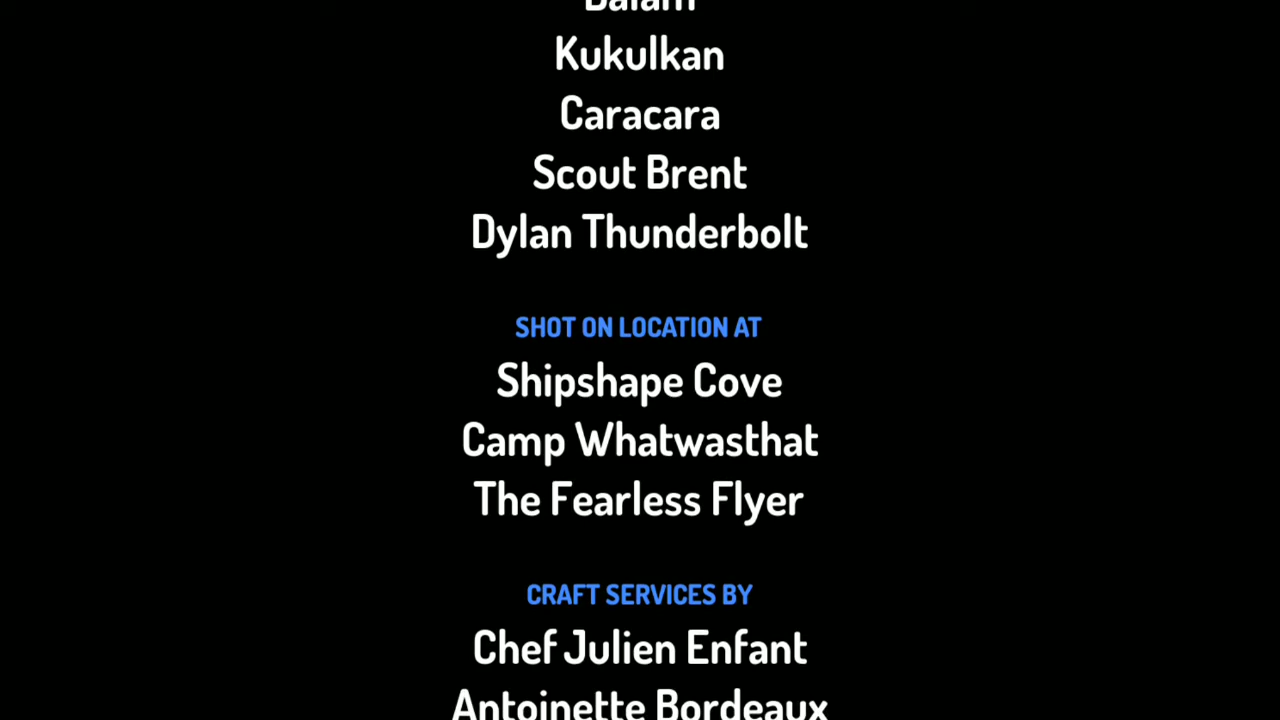 Balam
Kukulkan
Caracara
Scout Brent
Dylan Thunderbolt
SHOT ON LOCATION AT
Shipshape Cove
Camp Whatwasthat
The Fearless Flyer
CRAFT SERVICES BY
Chef Julien Enfant
Antoinette Bordeaux